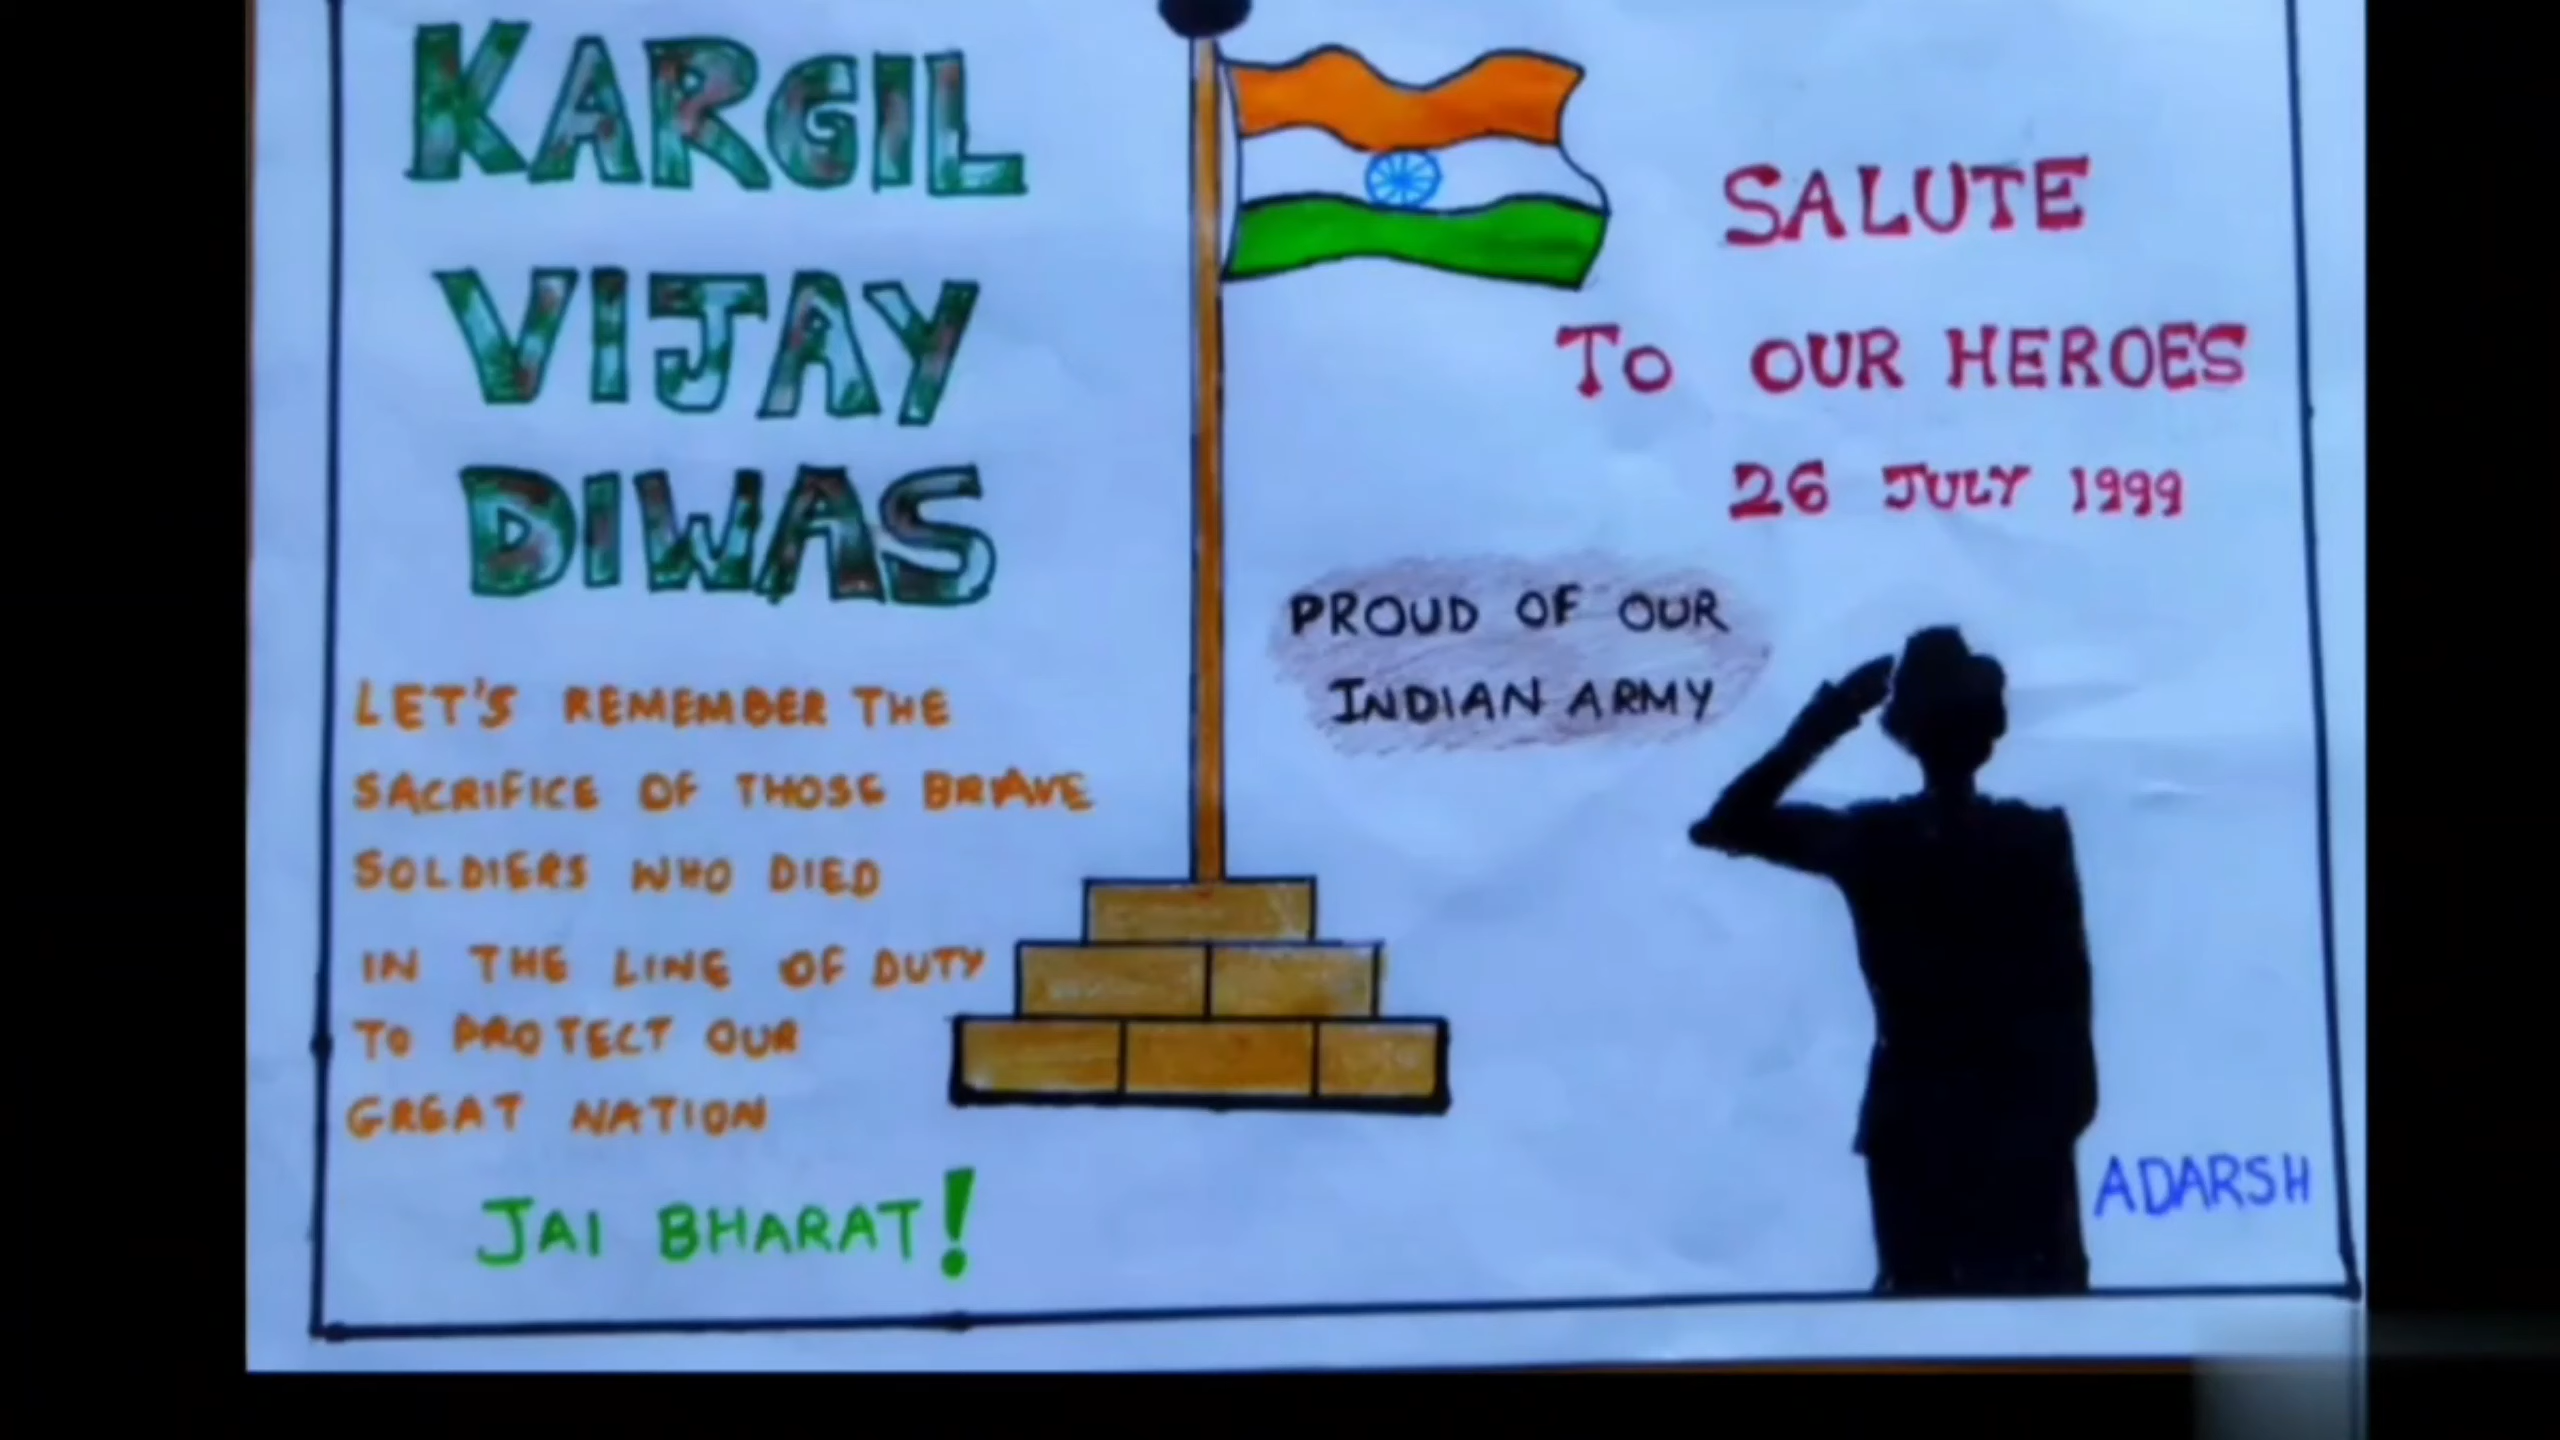 KARGIL
VIJAY
DIWAS
LET'S REMEMBER THE
SACRIFICE OF THOSE BRAVE
SOLDIERS WHO DIED
IN THE LINE OF DUTY
TO PROTECT OUR
GREAT NATION
JAI BHARAT!
SALUTE
TO OUR HEROES
26 JULY 1999
PROUD OF OUR
INDIAN ARMY
ADARSH